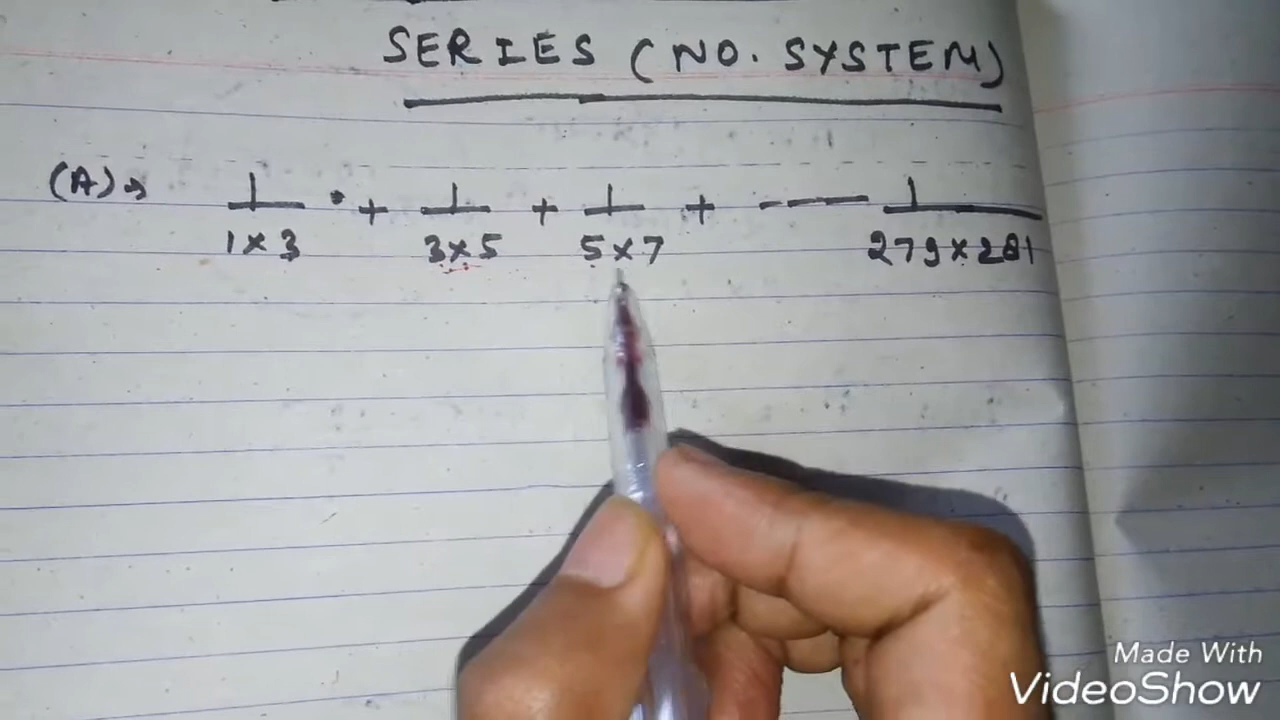 SERIES (NO. SYSTEM)
(A)→ 1/1×3 + 1/3×5 + 1/5×7 + ---- 1/279×281
Made With
VideoShow